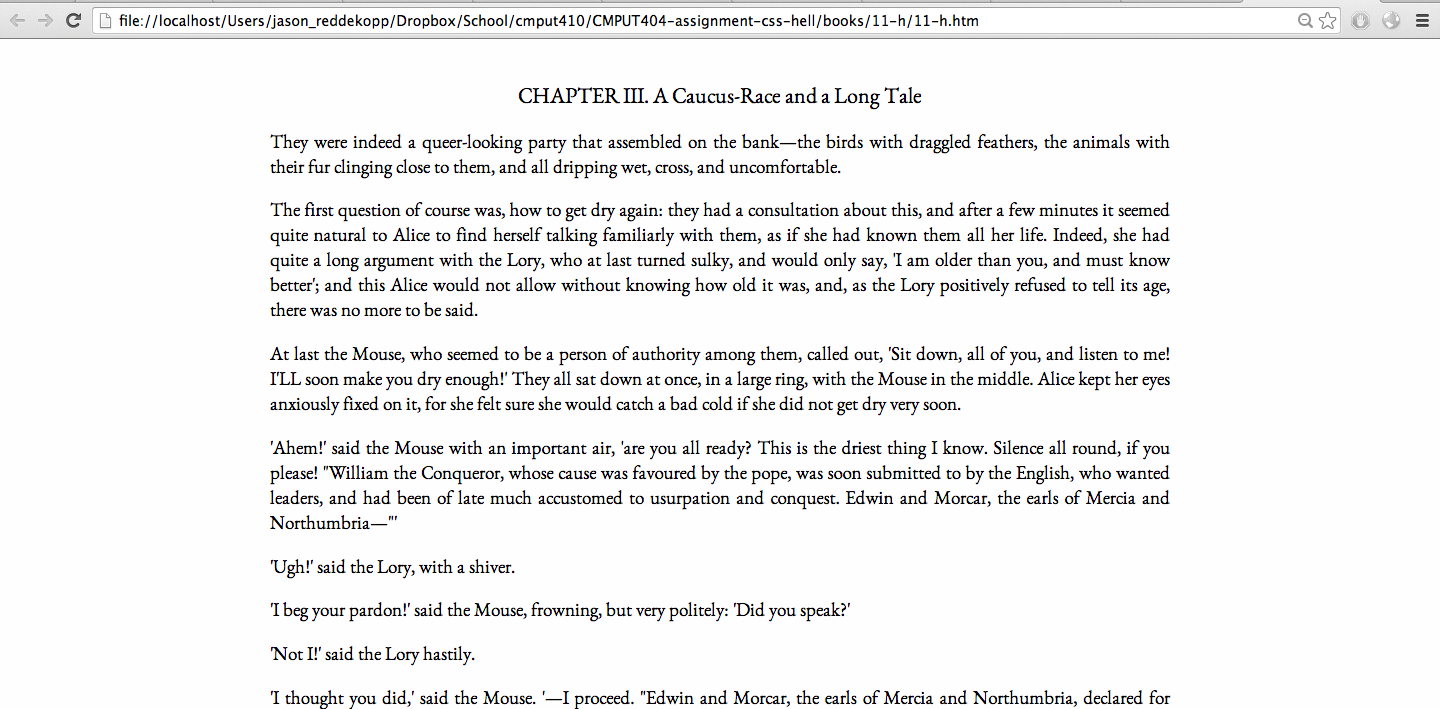 file://localhost/Users/jason_reddekopp/Dropbox/School/cmput410/CMPUT404-assignment-css-hell/books/11-h/11-h.htm
CHAPTER III. A Caucus-Race and a Long Tale
They were indeed a queer-looking party that assembled on the bank—the birds with draggled feathers, the animals with
their fur clinging close to them, and all dripping wet, cross, and uncomfortable.
The first question of course was, how to get dry again: they had a consultation about this, and after a few minutes it seemed
quite natural to Alice to find herself talking familiarly with them, as if she had known them all her life. Indeed, she had
quite a long argument with the Lory, who at last turned sulky, and would only say, 'I am older than you, and must know
better'; and this Alice would not allow without knowing how old it was, and, as the Lory positively refused to tell its age,
there was no more to be said.
At last the Mouse, who seemed to be a person of authority among them, called out, 'Sit down, all of you, and listen to me!
I'LL soon make you dry enough!' They all sat down at once, in a large ring, with the Mouse in the middle. Alice kept her eyes
anxiously fixed on it, for she felt sure she would catch a bad cold if she did not get dry very soon.
'Ahem!' said the Mouse with an important air, 'are you all ready? This is the driest thing I know. Silence all round, if you
please! "William the Conqueror, whose cause was favoured by the pope, was soon submitted to by the English, who wanted
leaders, and had been of late much accustomed to usurpation and conquest. Edwin and Morcar, the earls of Mercia and
Northumbria—"'
'Ugh!' said the Lory, with a shiver.
'I beg your pardon!' said the Mouse, frowning, but very politely: 'Did you speak?'
'Not I!' said the Lory hastily.
'I thought you did,' said the Mouse. '—I proceed. "Edwin and Morcar, the earls of Mercia and Northumbria, declared for